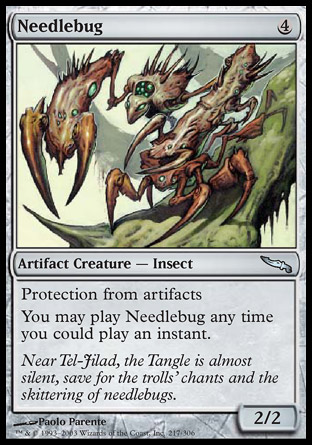 Needlebug 4
Artifact Creature — Insect
Protection from artifacts
You may play Needlebug any time
you could play an instant.
Near Tel-Jilad, the Tangle is almost
silent, save for the trolls' chants and the
skittering of needlebugs.
Paolo Parente
™ & © 1993–2003 Wizards of the Coast, Inc. 217/306
2/2